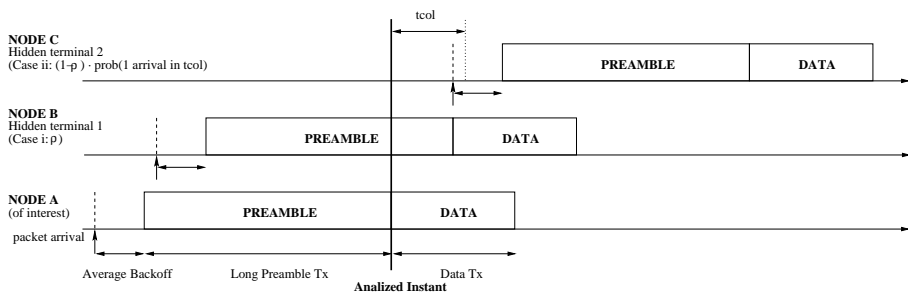 tcol
NODE C
Hidden terminal 2
(Case ii: (1-ρ) · prob(1 arrival in tcol)
PREAMBLE
DATA
NODE B
Hidden terminal 1
(Case i: ρ)
PREAMBLE
DATA
NODE A
(of interest)
PREAMBLE
DATA
packet arrival
Average Backoff
Long Preamble Tx
Data Tx
Analized Instant